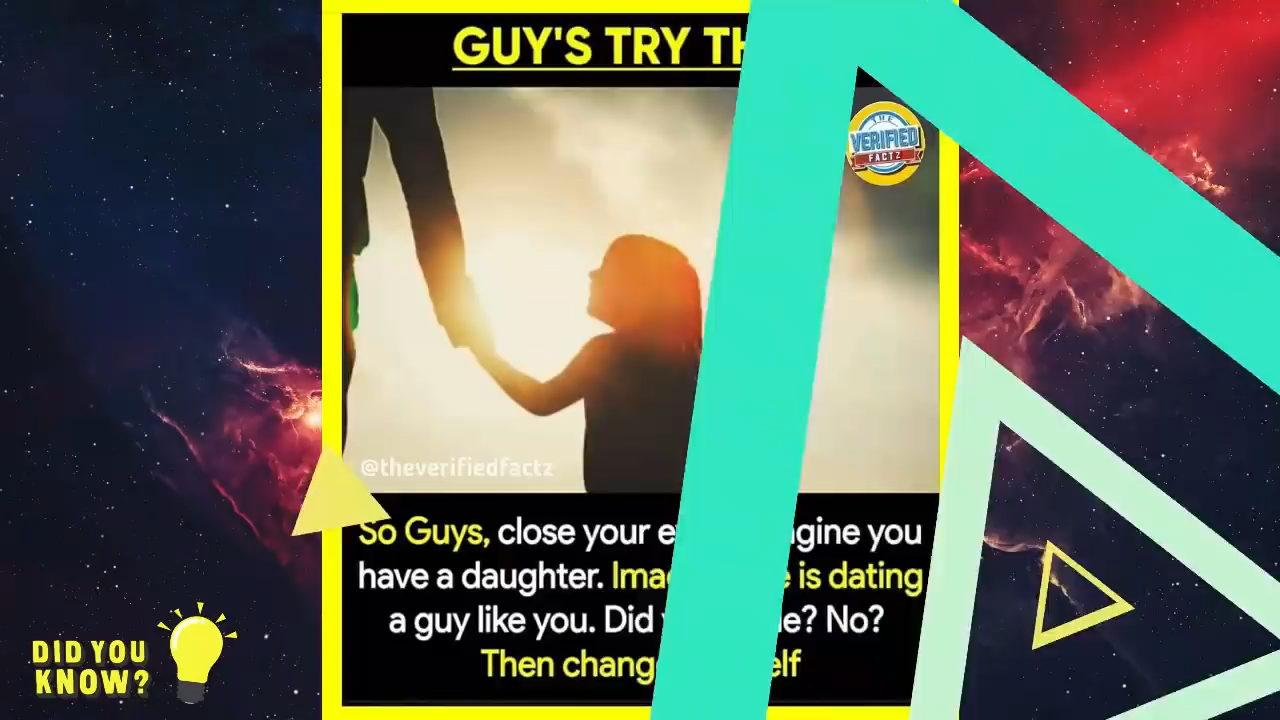 GUY'S TRY TH
THE
VERIFIED
FACTZ
@theverifiedfactz
So Guys, close your e gine you
have a daughter. Ima e is dating
a guy like you. Did e? No?
Then chang elf
DID YOU
KNOW?